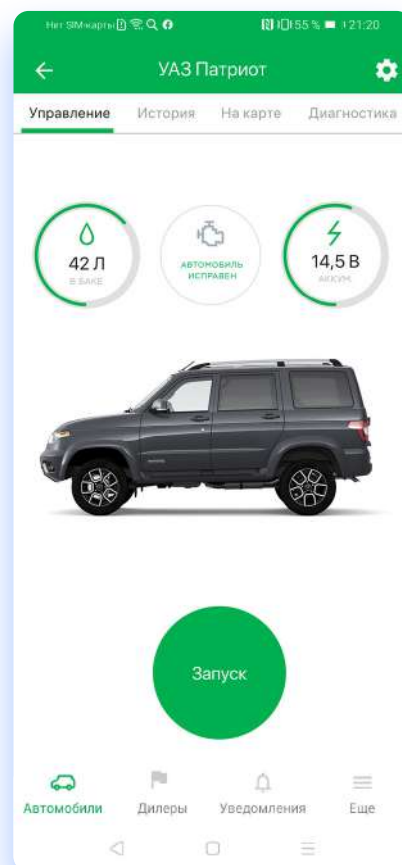 Нет SIM-карты 55 % 21:20
УАЗ Патриот
Управление История На карте Диагностика
42 Л
В БАКЕ
АВТОМОБИЛЬ
ИСПРАВЕН
14,5 В
АККУМ.
Запуск
Автомобили Дилеры Уведомления Еще